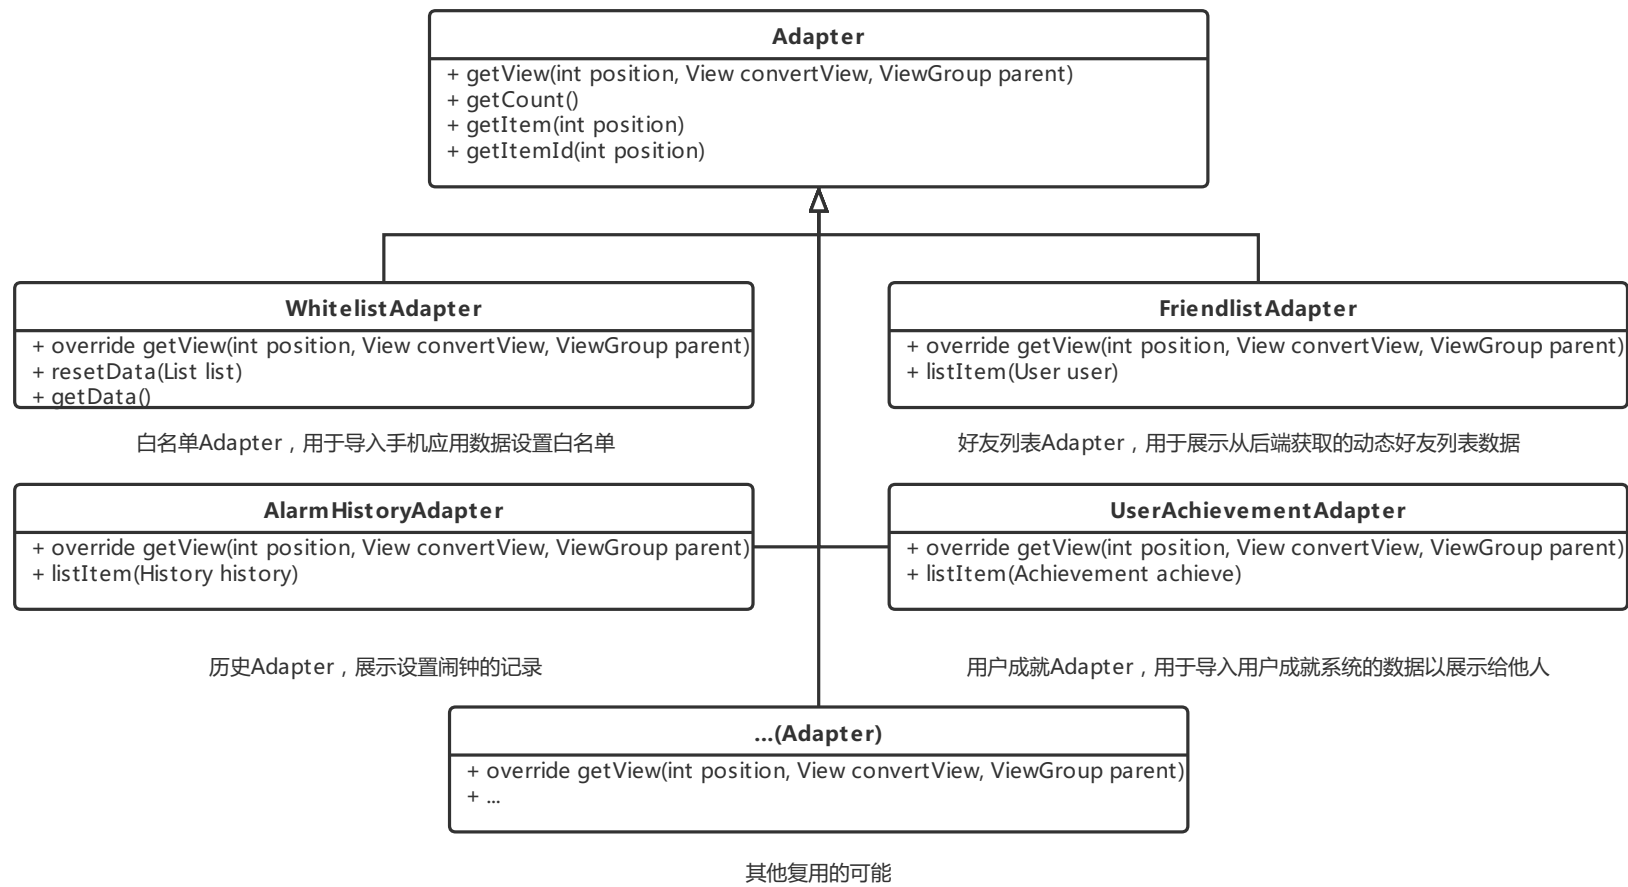 Adapter
+ getView(int position, View convertView, ViewGroup parent)
+ getCount()
+ getItem(int position)
+ getItemId(int position)
WhitelistAdapter
+ override getView(int position, View convertView, ViewGroup parent)
+ resetData(List list)
+ getData()
白名单Adapter，用于导入手机应用数据设置白名单
FriendlistAdapter
+ override getView(int position, View convertView, ViewGroup parent)
+ listItem(User user)
好友列表Adapter，用于展示从后端获取的动态好友列表数据
AlarmHistoryAdapter
+ override getView(int position, View convertView, ViewGroup parent)
+ listItem(History history)
历史Adapter，展示设置闹钟的记录
UserAchievementAdapter
+ override getView(int position, View convertView, ViewGroup parent)
+ listItem(Achievement achieve)
用户成就Adapter，用于导入用户成就系统的数据以展示给他人
...(Adapter)
+ override getView(int position, View convertView, ViewGroup parent)
+ ...
其他复用的可能